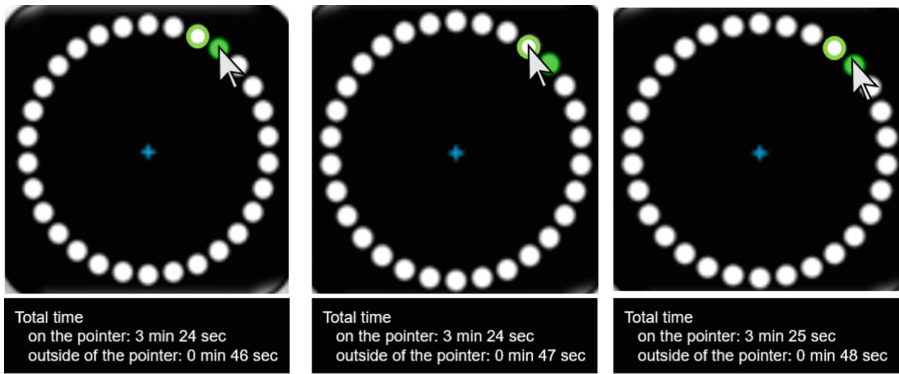 Total time
on the pointer: 3 min 24 sec
outside of the pointer: 0 min 46 sec
Total time
on the pointer: 3 min 24 sec
outside of the pointer: 0 min 47 sec
Total time
on the pointer: 3 min 25 sec
outside of the pointer: 0 min 48 sec